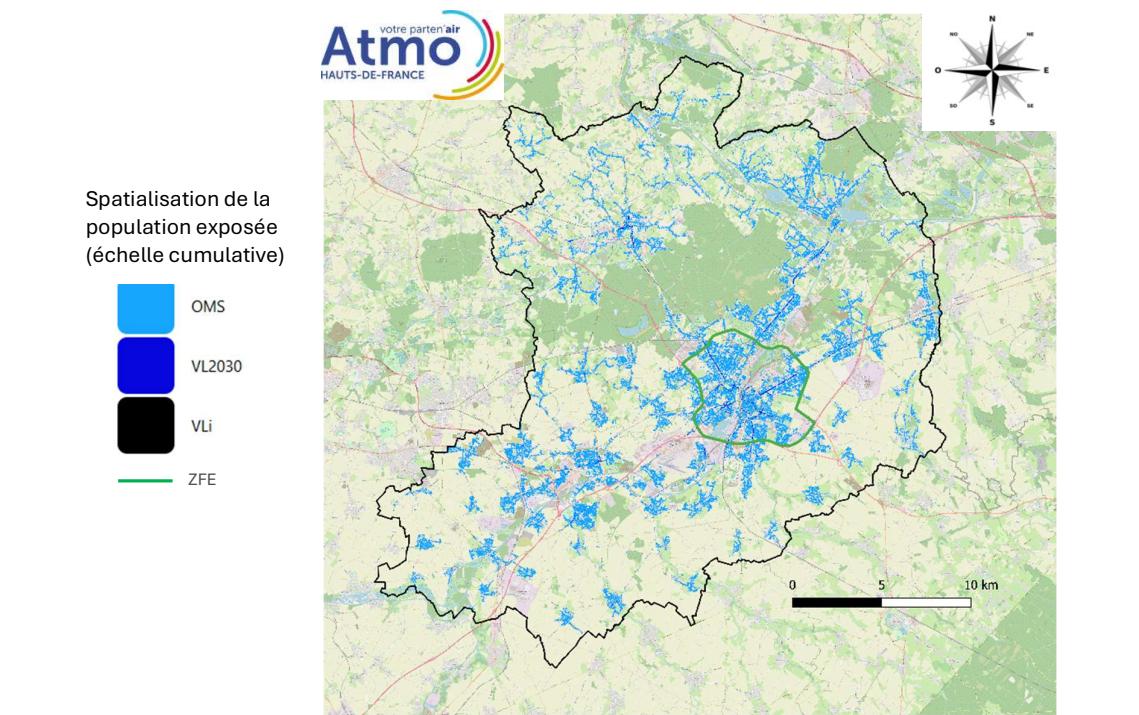 votre parten'air
Atmo
HAUTS-DE-FRANCE
N
NO
NE
O
E
SO
SE
S
Spatialisation de la
population exposée
(échelle cumulative)
OMS
VL2030
VLi
ZFE
0 5 10 km